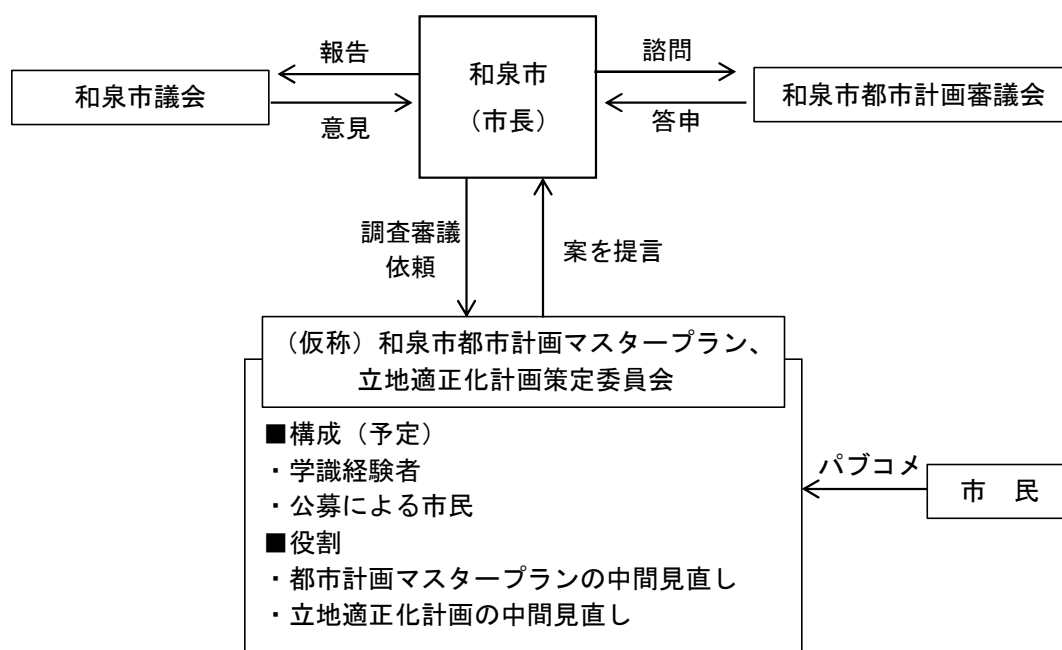 報告
諮問
和泉市議会
和泉市
（市長）
和泉市都市計画審議会
意見
答申
調査審議
依頼
案を提言
（仮称）和泉市都市計画マスタープラン、
立地適正化計画策定委員会
■構成（予定）
・学識経験者
・公募による市民
■役割
・都市計画マスタープランの中間見直し
・立地適正化計画の中間見直し
パブコメ
市　民